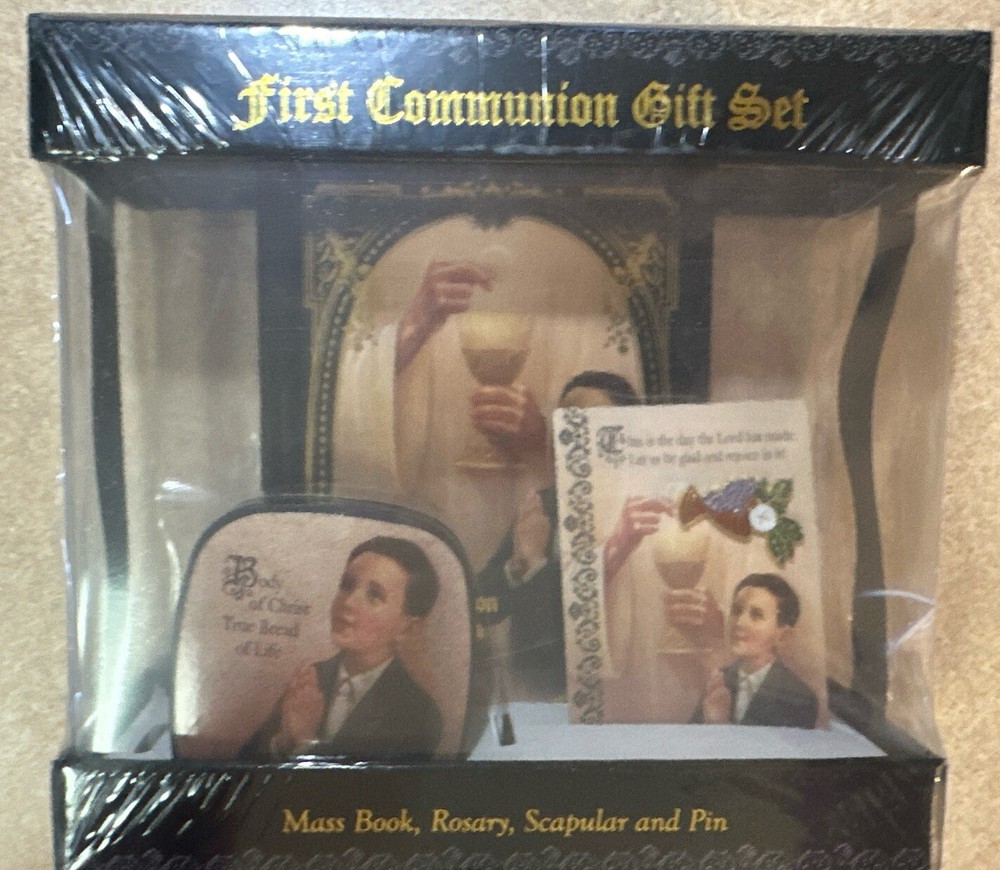 First Communion Gift Set
This is the day the Lord has made.
Let us be glad and rejoice in it!
Body
of Christ
True Bread
of Life
on
Mass Book, Rosary, Scapular and Pin